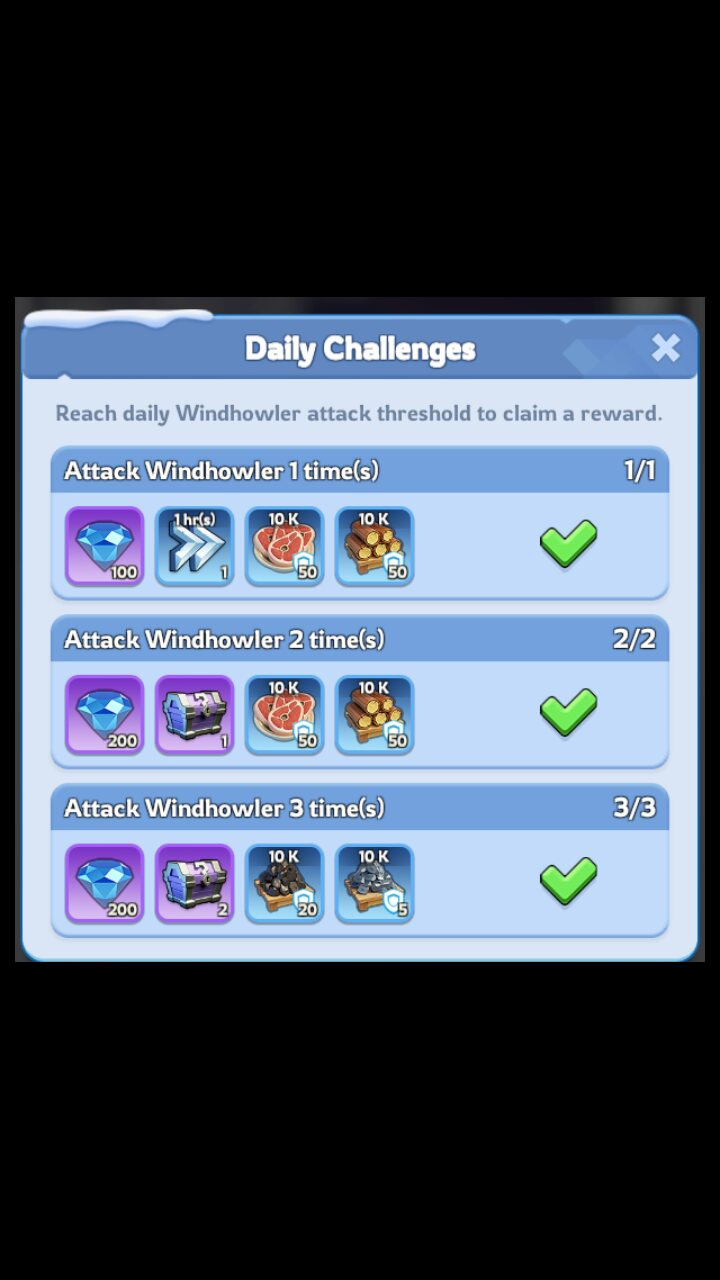 Daily Challenges
Reach daily Windhowler attack threshold to claim a reward.
Attack Windhowler 1 time(s) 1/1
1 hr(s) 10 K 10 K
100 1 50 50
Attack Windhowler 2 time(s) 2/2
10 K 10 K
200 1 50 50
Attack Windhowler 3 time(s) 3/3
10 K 10 K
200 2 20 5